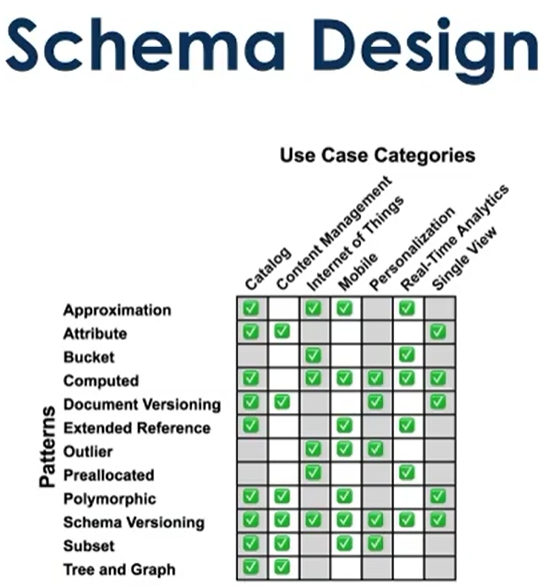 Schema Design
Use Case Categories
Catalog
Content Management
Internet of Things
Mobile
Personalization
Real-Time Analytics
Single View
Patterns
Approximation
Attribute
Bucket
Computed
Document Versioning
Extended Reference
Outlier
Preallocated
Polymorphic
Schema Versioning
Subset
Tree and Graph